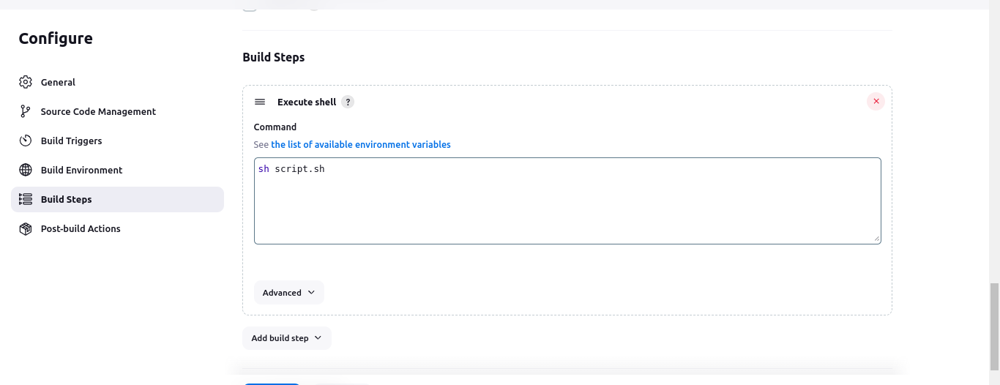 Configure
General
Source Code Management
Build Triggers
Build Environment
Build Steps
Post-build Actions
Build Steps
Execute shell ?
Command
See the list of available environment variables
sh script.sh
Advanced
Add build step